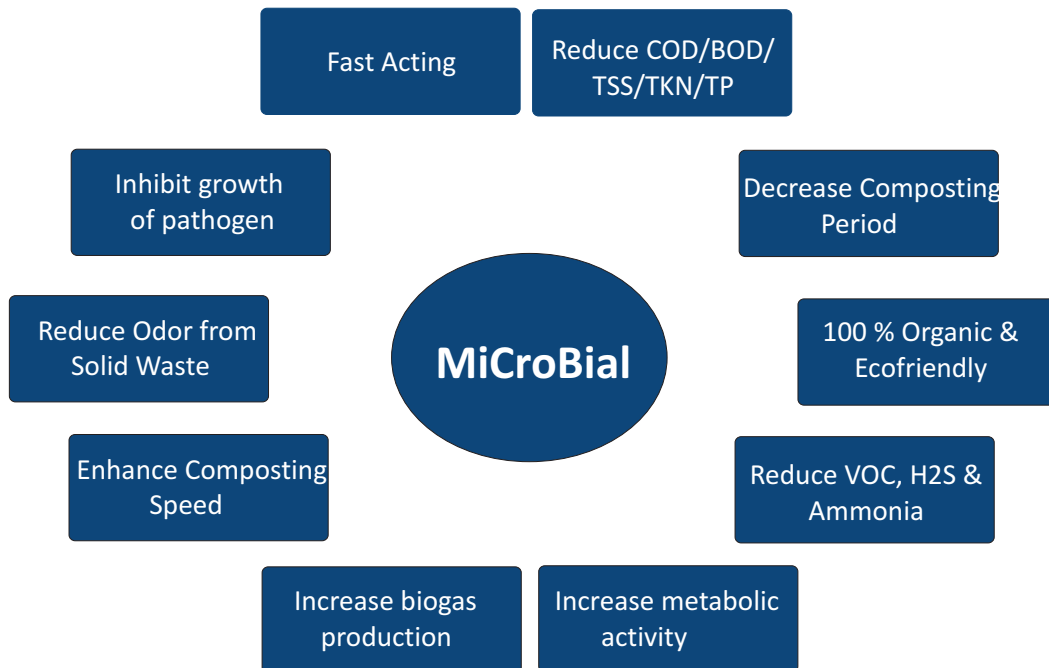 Fast Acting
Reduce COD/BOD/
TSS/TKN/TP
Inhibit growth
of pathogen
Decrease Composting
Period
Reduce Odor from
Solid Waste
MiCroBial
100 % Organic &
Ecofriendly
Enhance Composting
Speed
Reduce VOC, H2S &
Ammonia
Increase biogas
production
Increase metabolic
activity